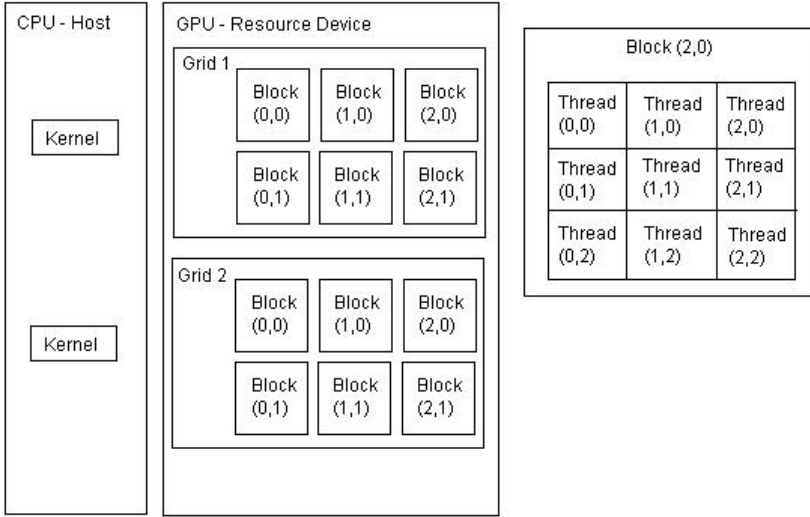 CPU - Host
Kernel
Kernel
GPU - Resource Device
Grid 1
Block
(0,0)
Block
(1,0)
Block
(2,0)
Block
(0,1)
Block
(1,1)
Block
(2,1)
Grid 2
Block
(0,0)
Block
(1,0)
Block
(2,0)
Block
(0,1)
Block
(1,1)
Block
(2,1)
Block (2,0)
Thread
(0,0)
Thread
(1,0)
Thread
(2,0)
Thread
(0,1)
Thread
(1,1)
Thread
(2,1)
Thread
(0,2)
Thread
(1,2)
Thread
(2,2)